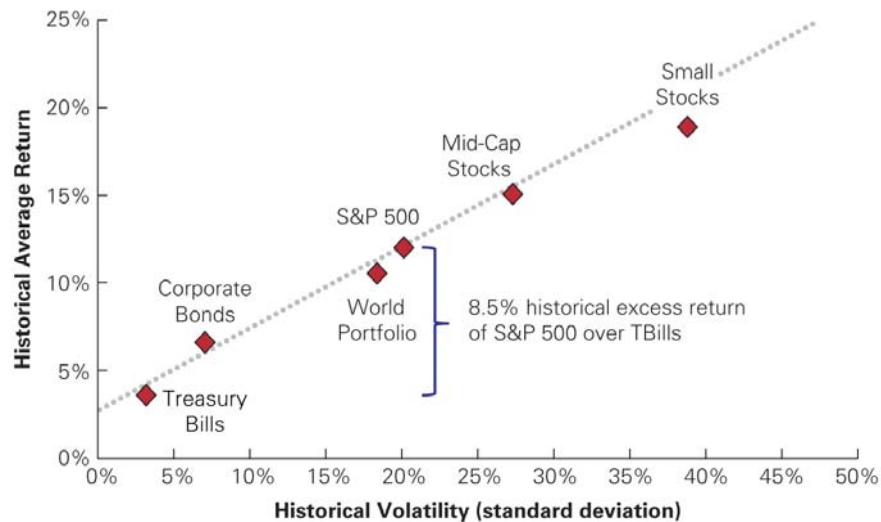 25%
20%
15%
10%
5%
0%
Historical Average Return
Small
Stocks
Mid-Cap
Stocks
S&P 500
Corporate
Bonds
World
Portfolio
8.5% historical excess return
of S&P 500 over TBills
Treasury
Bills
0% 5% 10% 15% 20% 25% 30% 35% 40% 45% 50%
Historical Volatility (standard deviation)